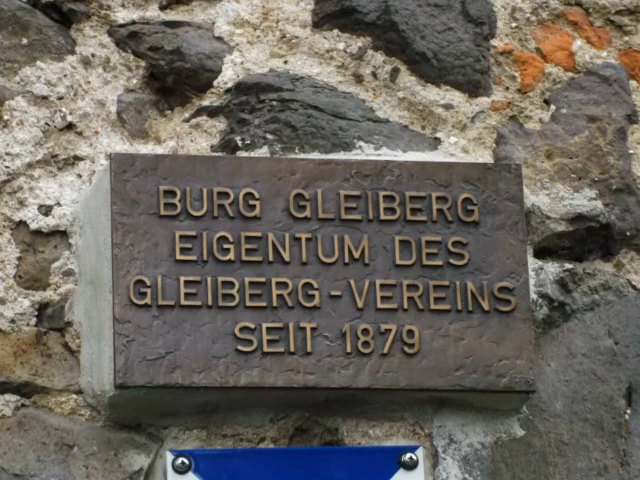 BURG GLEIBERG
EIGENTUM DES
GLEIBERG-VEREINS
SEIT 1879